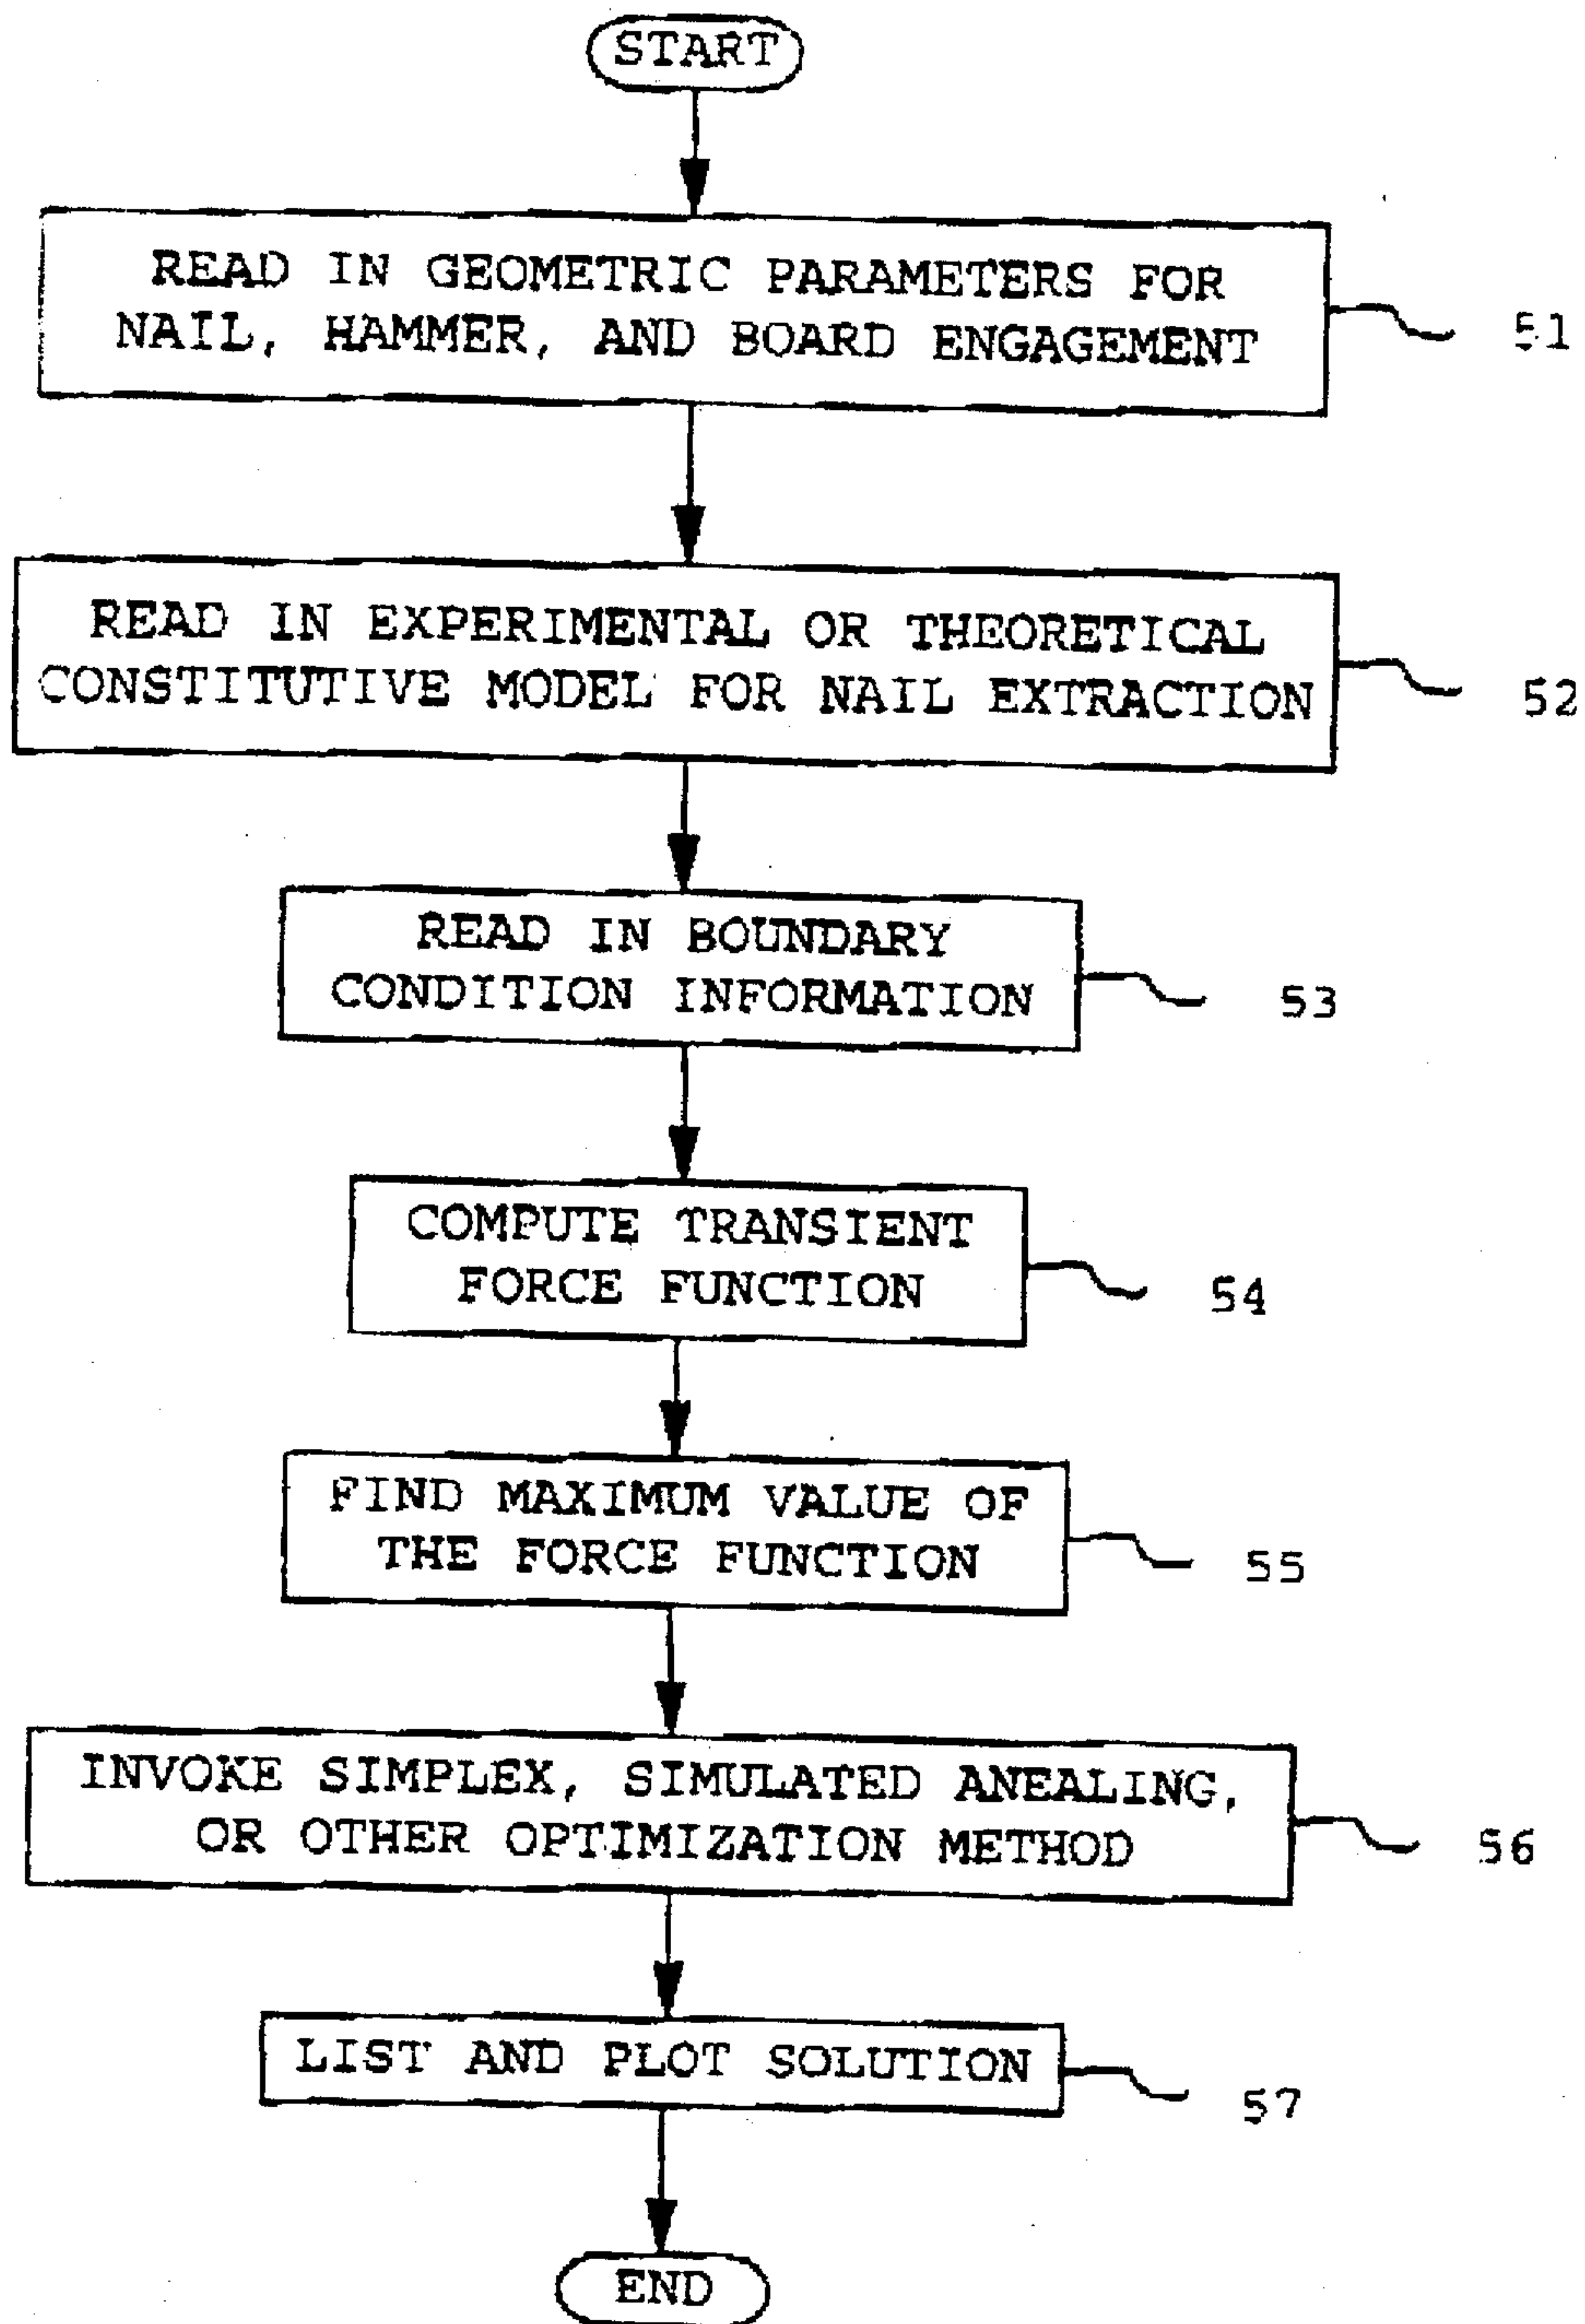 START
READ IN GEOMETRIC PARAMETERS FOR
NAIL, HAMMER, AND BOARD ENGAGEMENT
51
READ IN EXPERIMENTAL OR THEORETICAL
CONSTITUTIVE MODEL FOR NAIL EXTRACTION
52
READ IN BOUNDARY
CONDITION INFORMATION
53
COMPUTE TRANSIENT
FORCE FUNCTION
54
FIND MAXIMUM VALUE OF
THE FORCE FUNCTION
55
INVOKE SIMPLEX, SIMULATED ANEALING,
OR OTHER OPTIMIZATION METHOD
56
LIST AND PLOT SOLUTION
57
END